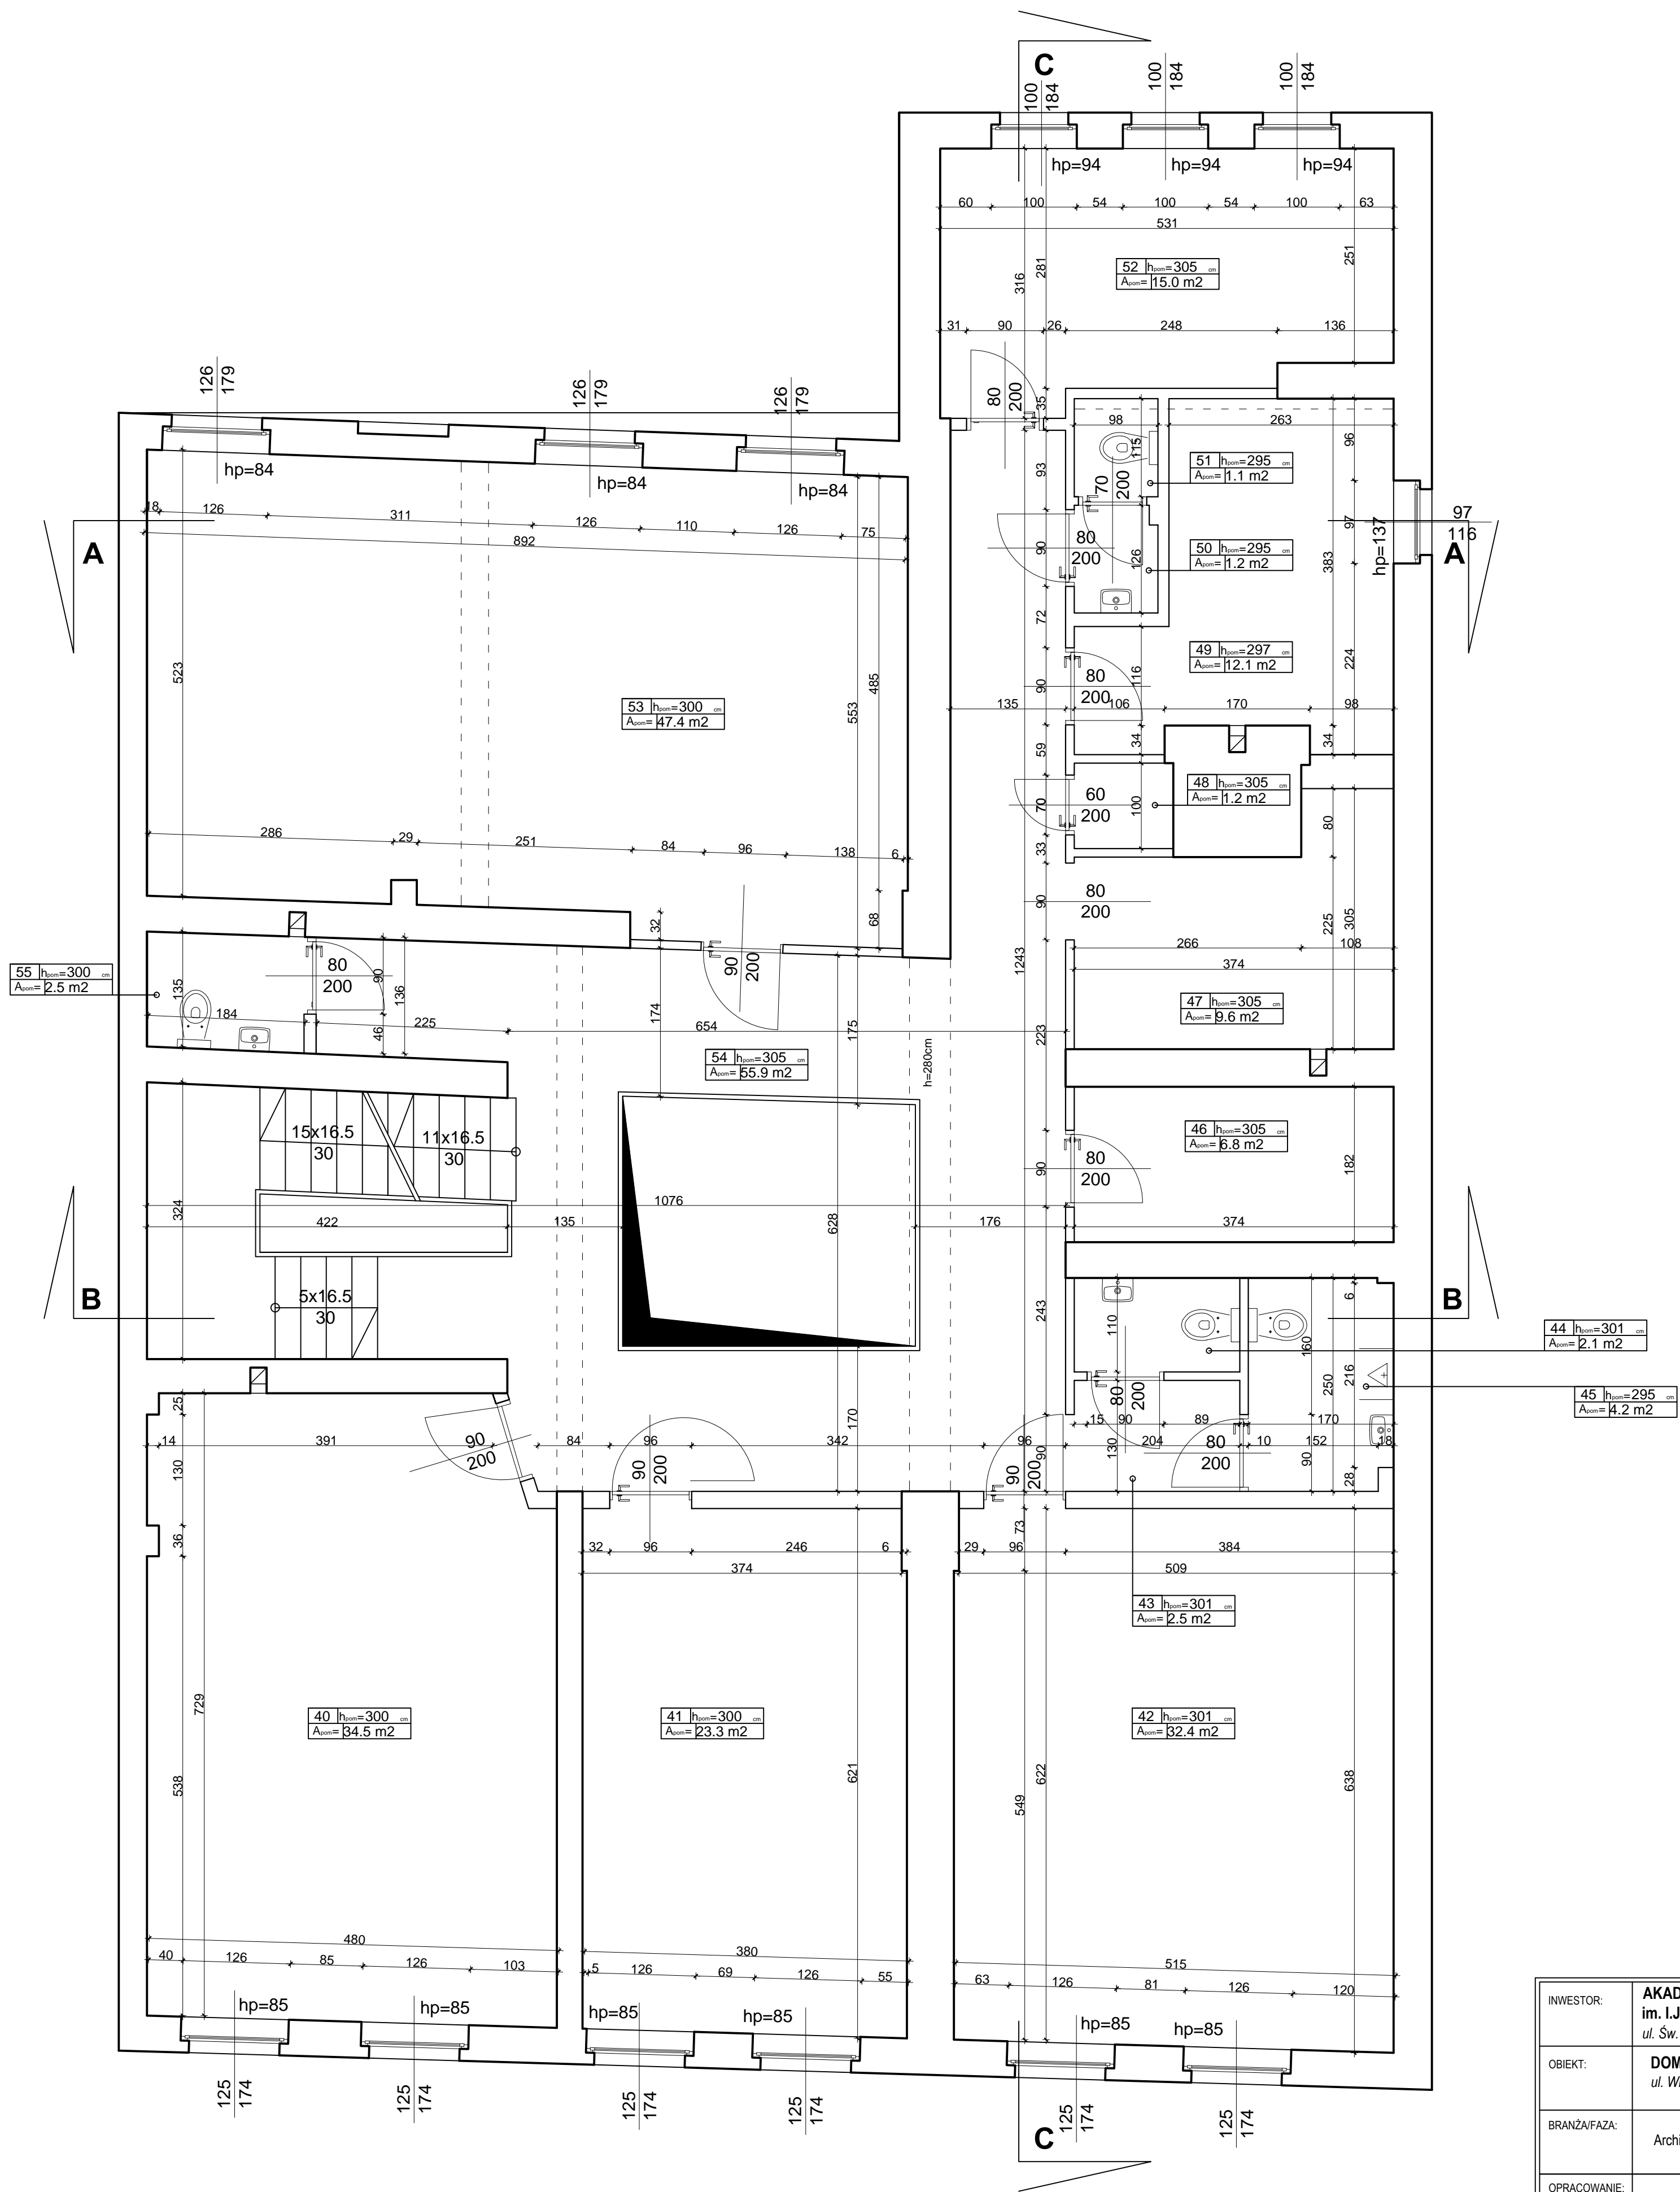 C
100
184
100
184
100
184
hp=94
hp=94
hp=94
60 100 54 100 54 100 63
531
281
316
251
52 hpom=305 cm
Apom= 15.0 m2
31 90 26 248 136
80
200
35
126
179
126
179
126
179
hp=84
hp=84
hp=84
98
263
115
96
93
51 hpom=295 cm
Apom= 1.1 m2
70
200
18 126 311 126 110 126 75
892
A
97
116
A
hp=137
97
383
80
200
90
126
50 hpom=295 cm
Apom= 1.2 m2
72
523
485
553
53 hpom=300 cm
Apom= 47.4 m2
49 hpom=297 cm
Apom= 12.1 m2
224
116
90
80
200
135 106 170 98
59
34
34
48 hpom=305 cm
Apom= 1.2 m2
60
200
70
100
80
33
286 29 251 84 96 138 6
80
200
90
225
305
68
32
266 108
374
1243
55 hpom=300 cm
Apom= 2.5 m2
80
200
90
136
135
184
46
225
90
200
174
654
175
223
47 hpom=305 cm
Apom= 9.6 m2
54 hpom=305 cm
Apom= 55.9 m2
h=280cm
15x16.5
30
11x16.5
30
46 hpom=305 cm
Apom= 6.8 m2
80
200
90
182
324
1076
422 135 628 176 374
B
5x16.5
30
B
243
110
6
160
250
216
44 hpom=301 cm
Apom= 2.1 m2
45 hpom=295 cm
Apom= 4.2 m2
80
200
25
170
15 90 89 170
14 391 84 96 342 96 204 10 152 18
90
200
90
200
90
200
90
130
80
200
90
28
130
36
73
32 96 246 6
374
29 96 384
509
43 hpom=301 cm
Apom= 2.5 m2
729
538
40 hpom=300 cm
Apom= 34.5 m2
41 hpom=300 cm
Apom= 23.3 m2
42 hpom=301 cm
Apom= 32.4 m2
621
622
549
638
480
40 126 85 126 103
380
5 126 69 126 55
515
63 126 81 126 120
hp=85
hp=85
hp=85
hp=85
hp=85
hp=85
125
174
125
174
125
174
125
174
125
174
125
174
C
INWESTOR:
AKAD
im. I.J
ul. Św.
OBIEKT:
DOM
ul. Wł
BRANŻA/FAZA:
Archi
OPRACOWANIE: